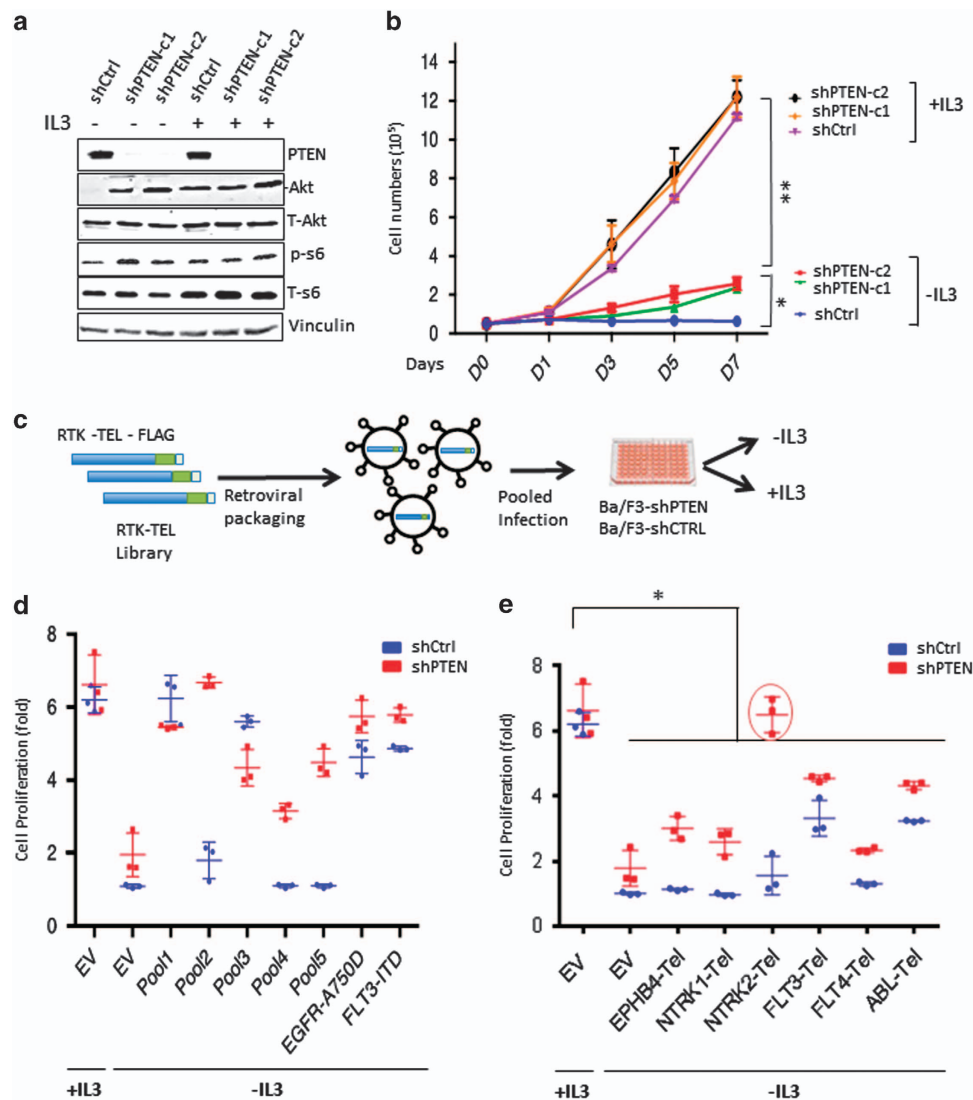 a
shCtrl shPTEN-c1 shPTEN-c2 shCtrl shPTEN-c1 shPTEN-c2
IL3 - - - + + +
PTEN
-Akt
T-Akt
p-s6
T-s6
Vinculin
b
Cell numbers (10⁵)
14
12
10
8
6
4
2
0
Days D0 D1 D3 D5 D7
shPTEN-c2
shPTEN-c1
shCtrl
+IL3
**
shPTEN-c2
shPTEN-c1
shCtrl
-IL3
*
c
RTK -TEL - FLAG
RTK-TEL
Library
Retroviral
packaging
Pooled
Infection
Ba/F3-shPTEN
Ba/F3-shCTRL
-IL3
+IL3
d
Cell Proliferation (fold)
8
6
4
2
0
shCtrl
shPTEN
EV EV Pool1 Pool2 Pool3 Pool4 Pool5 EGFR-A750D FLT3-ITD
+IL3 -IL3
e
*
Cell Proliferation (fold)
8
6
4
2
0
shCtrl
shPTEN
EV EV EPHB4-Tel NTRK1-Tel NTRK2-Tel FLT3-Tel FLT4-Tel ABL-Tel
+IL3 -IL3